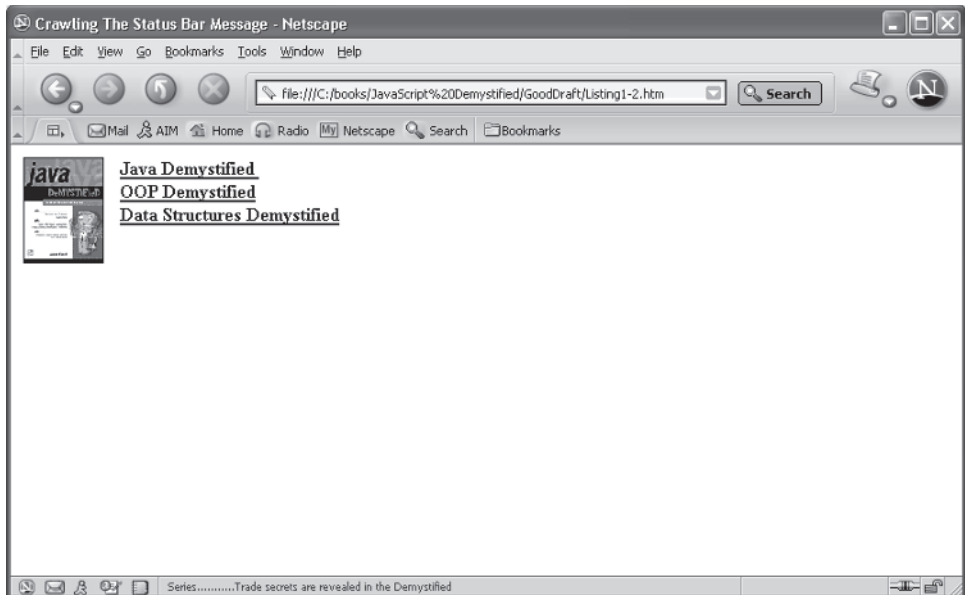 Crawling The Status Bar Message - Netscape
File Edit View Go Bookmarks Tools Window Help
file:///C:/books/JavaScript%20Demystified/GoodDraft/Listing1-2.htm Search N
Mail AIM Home Radio My Netscape Search Bookmarks
java
DeMYSTiFieD
Java Demystified
OOP Demystified
Data Structures Demystified
Series...........Trade secrets are revealed in the Demystified